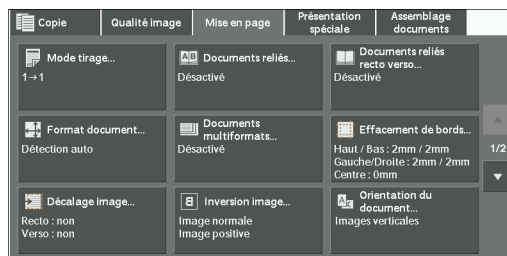 Copie
Qualité image
Mise en page
Présentation
spéciale
Assemblage
documents
Mode tirage...
1→1
Documents reliés...
Désactivé
Documents reliés
recto verso...
Désactivé
Format document...
Détection auto
Documents
multiformats...
Désactivé
Effacement de bords...
Haut / Bas : 2mm / 2mm
Gauche/Droite : 2mm / 2mm
Centre : 0mm
1/2
Décalage image...
Recto : non
Verso : non
Inversion image...
Image normale
Image positive
Orientation du
document...
Images verticales